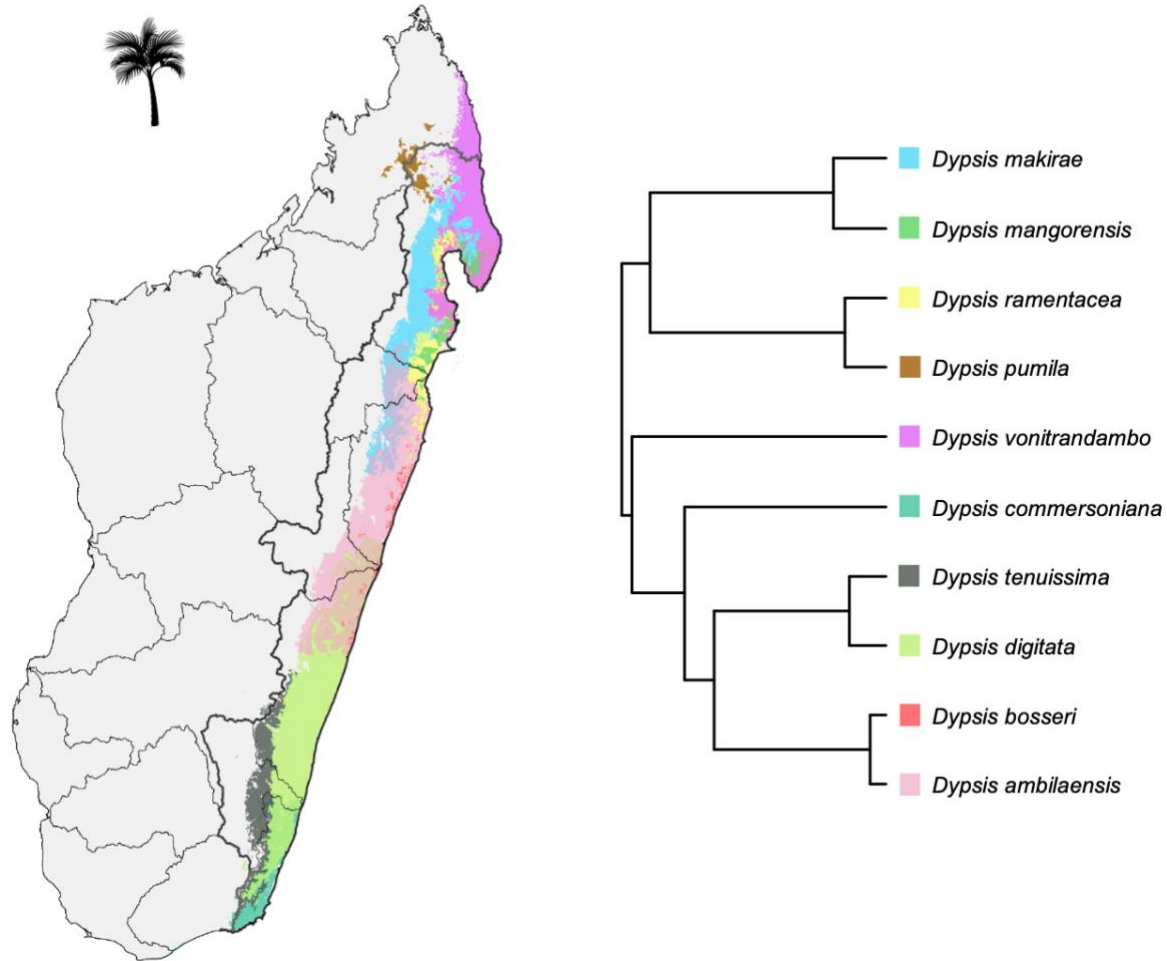 Dypsis makirae
Dypsis mangorensis
Dypsis ramentacea
Dypsis pumila
Dypsis vonitrandambo
Dypsis commersoniana
Dypsis tenuissima
Dypsis digitata
Dypsis bosseri
Dypsis ambilaensis